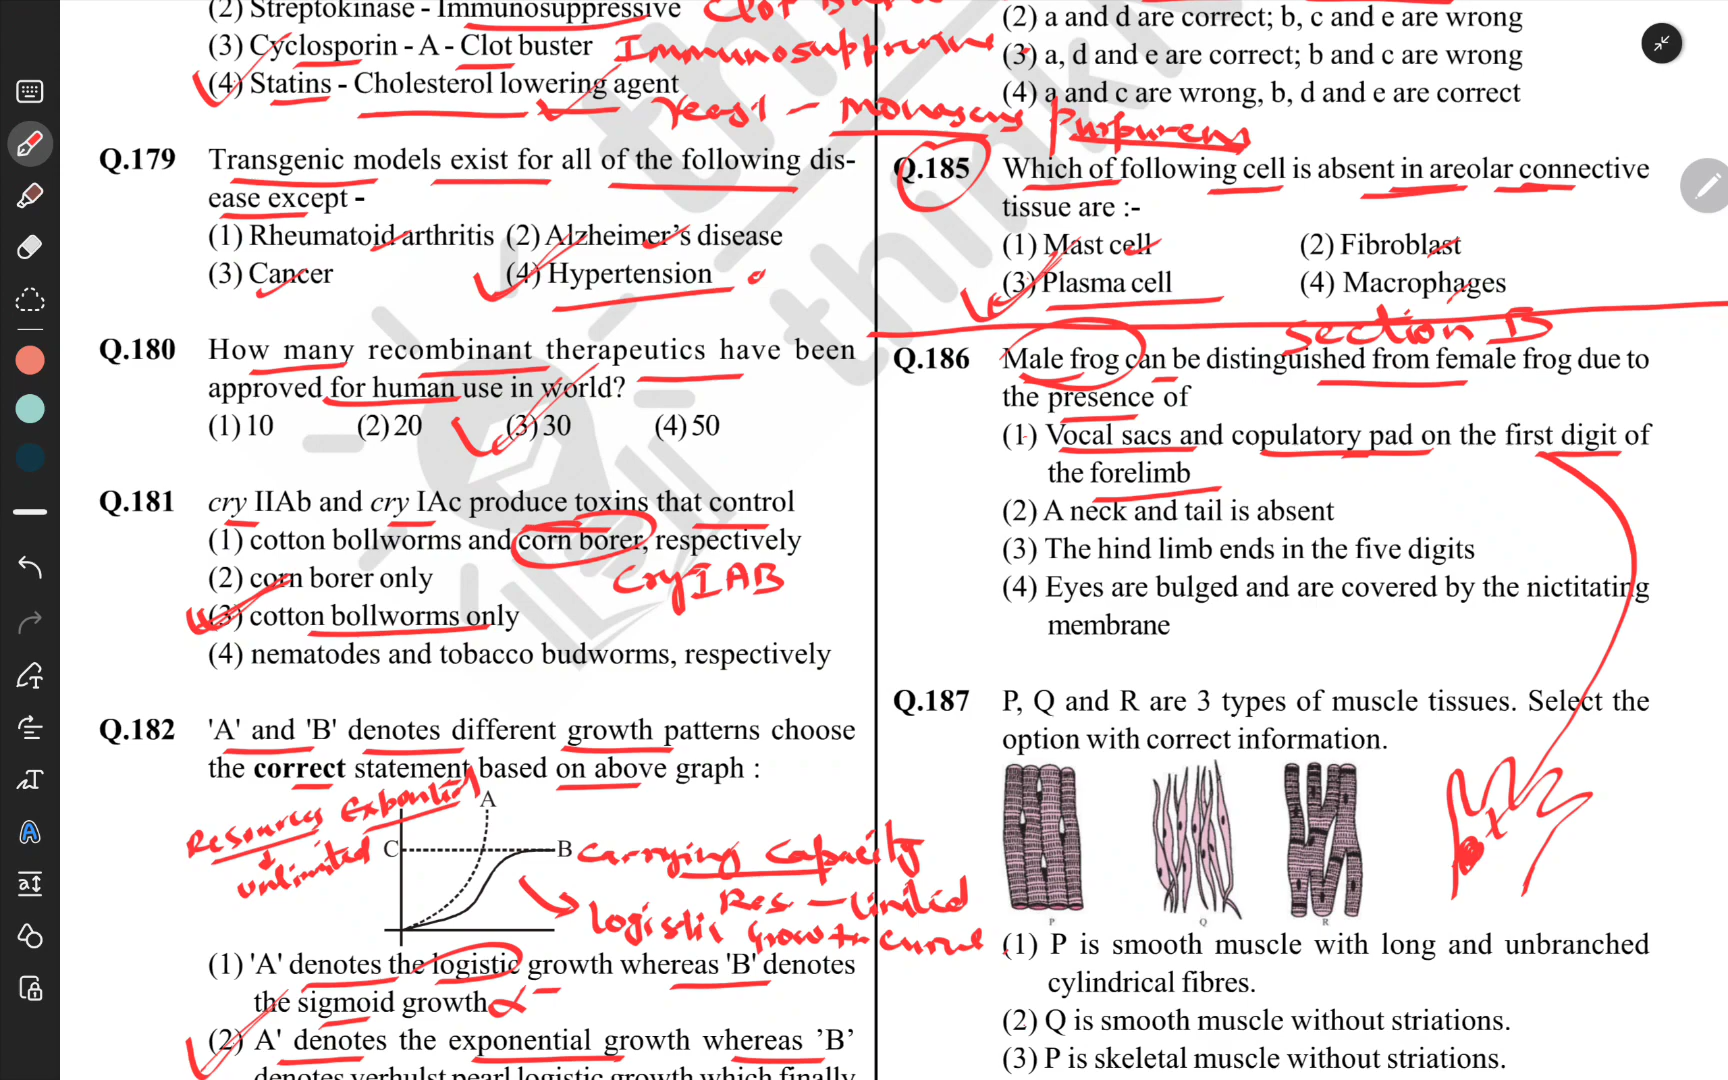 (2) Streptokinase - Immunosuppressive
(3) Cyclosporin - A - Clot buster Immunosuppressive
(4) Statins - Cholesterol lowering agent
Yeast - Monascus Purpureus
Q.179 Transgenic models exist for all of the following dis-
ease except -
(1) Rheumatoid arthritis (2) Alzheimer's disease
(3) Cancer (4) Hypertension
Q.180 How many recombinant therapeutics have been
approved for human use in world?
(1) 10 (2) 20 (3) 30 (4) 50
Q.181 cry IIAb and cry IAc produce toxins that control
(1) cotton bollworms and corn borer, respectively
(2) corn borer only
Cry I AB
(3) cotton bollworms only
(4) nematodes and tobacco budworms, respectively
Q.182 'A' and 'B' denotes different growth patterns choose
the correct statement based on above graph :
Resources
unlimited
A
C
B
Carrying Capacity
Res - Limited
logistic Growth curve
(1) 'A' denotes the logistic growth whereas 'B' denotes
the sigmoid growth
(2) A' denotes the exponential growth whereas ’B’
denotes verhulst pearl logistic growth which finally
(2) a and d are correct; b, c and e are wrong
(3) a, d and e are correct; b and c are wrong
(4) a and c are wrong, b, d and e are correct
Q.185 Which of following cell is absent in areolar connective
tissue are :-
(1) Mast cell (2) Fibroblast
(3) Plasma cell (4) Macrophages
Section B
Q.186 Male frog can be distinguished from female frog due to
the presence of
(1) Vocal sacs and copulatory pad on the first digit of
the forelimb
(2) A neck and tail is absent
(3) The hind limb ends in the five digits
(4) Eyes are bulged and are covered by the nictitating
membrane
Q.187 P, Q and R are 3 types of muscle tissues. Select the
option with correct information.
P Q R
(1) P is smooth muscle with long and unbranched
cylindrical fibres.
(2) Q is smooth muscle without striations.
(3) P is skeletal muscle without striations.